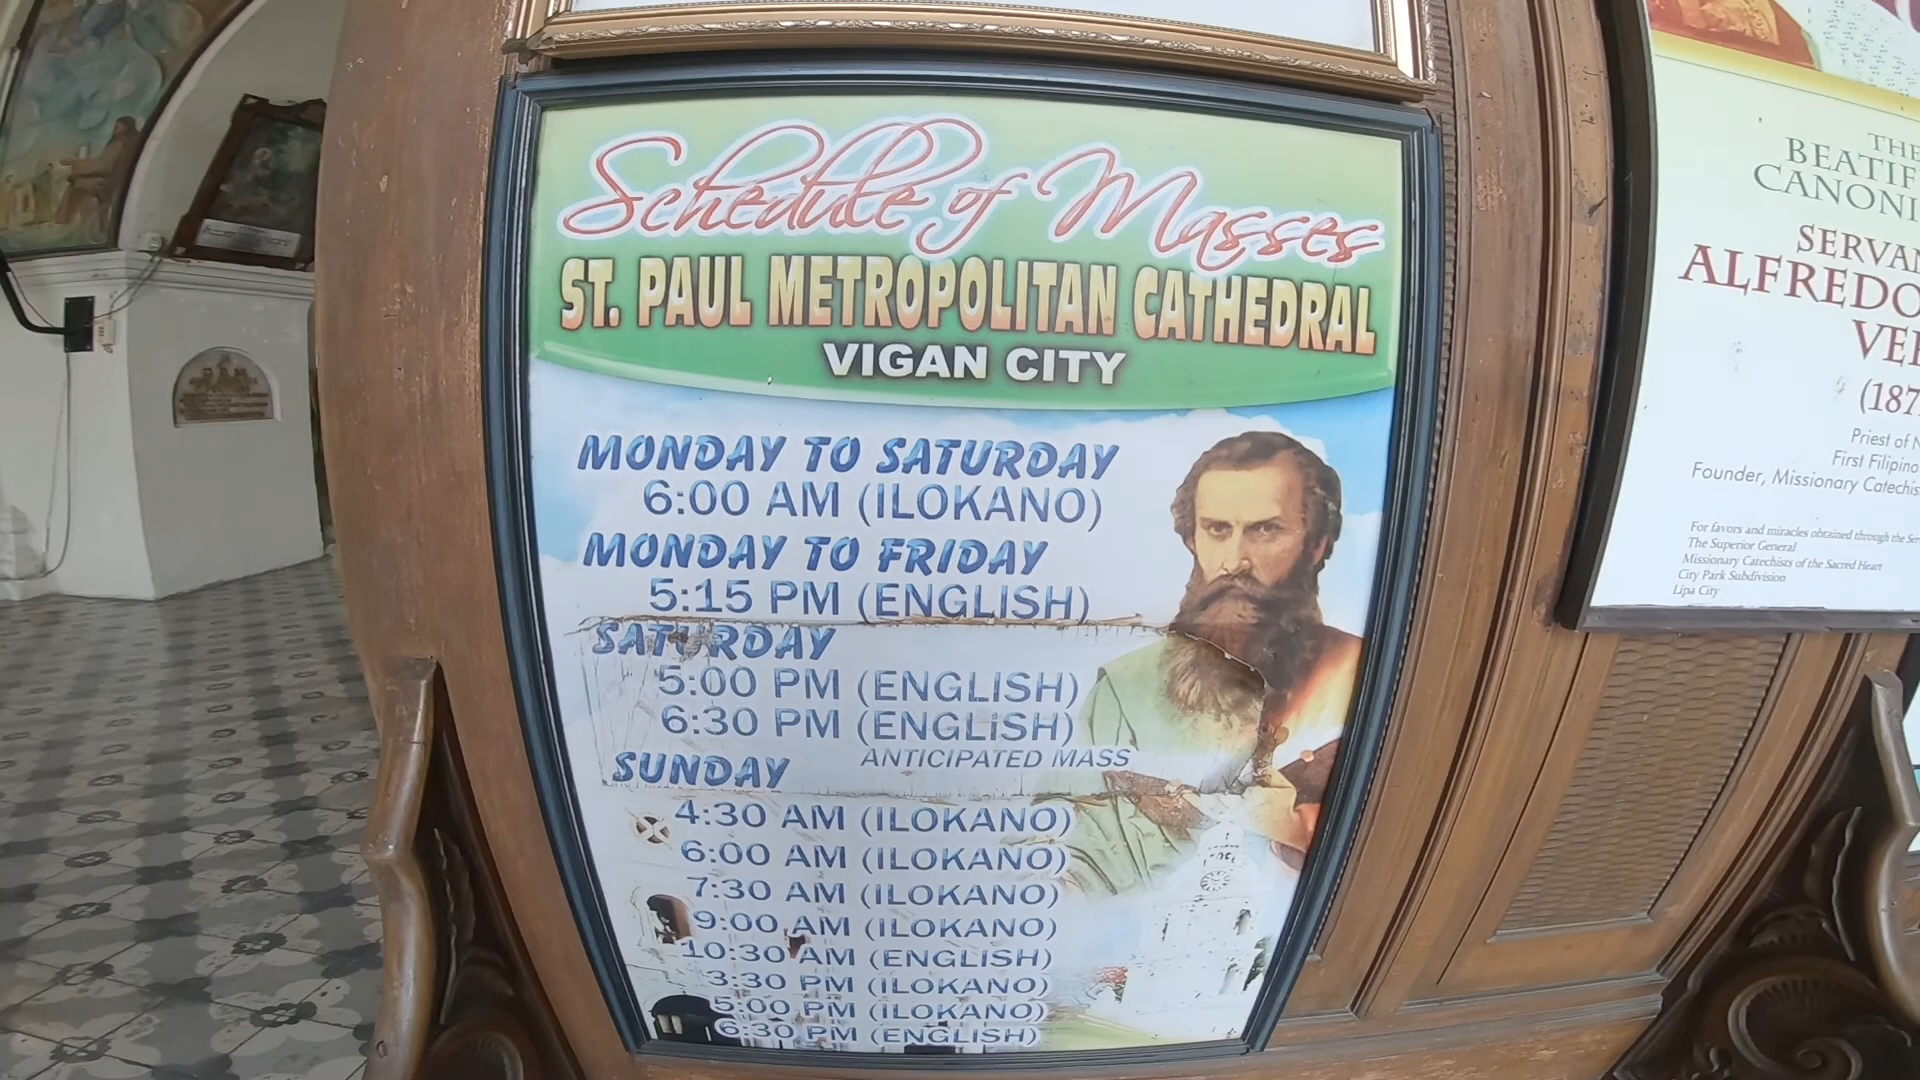 Schedule of Masses
ST. PAUL METROPOLITAN CATHEDRAL
VIGAN CITY
MONDAY TO SATURDAY
6:00 AM (ILOKANO)
MONDAY TO FRIDAY
5:15 PM (ENGLISH)
SATURDAY
5:00 PM (ENGLISH)
6:30 PM (ENGLISH)
ANTICIPATED MASS
SUNDAY
4:30 AM (ILOKANO)
6:00 AM (ILOKANO)
7:30 AM (ILOKANO)
9:00 AM (ILOKANO)
10:30 AM (ENGLISH)
3:30 PM (ILOKANO)
5:00 PM (ILOKANO)
6:30 PM (ENGLISH)
THE
BEATIF
CANONI
SERVAN
ALFREDO
VE
(187
Priest of
First Filipino
Founder, Missionary Catechis
For favors and miracles obtained through the Ser
The Superior General
Missionary Catechists of the Sacred Heart
City Park Subdivision
Lipa City